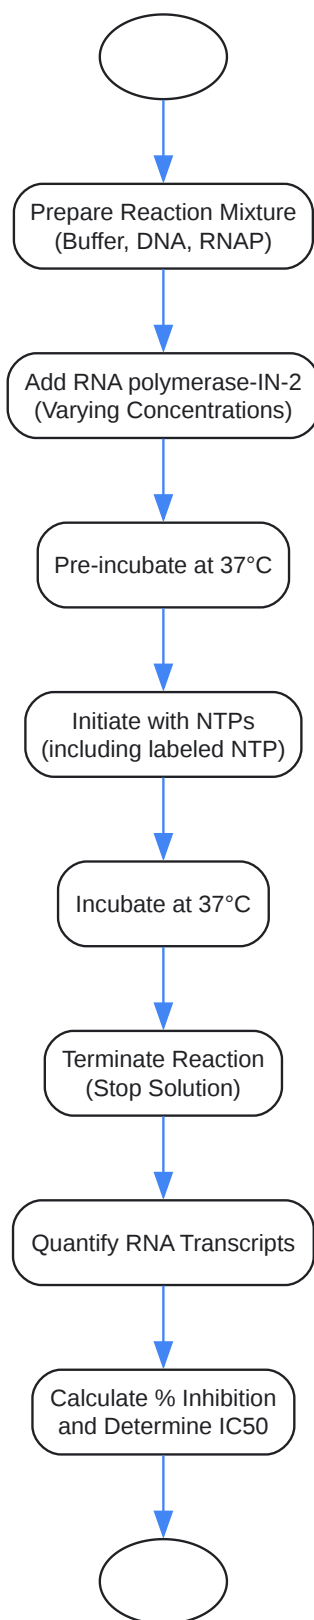 Prepare Reaction Mixture
(Buffer, DNA, RNAP)
Add RNA polymerase-IN-2
(Varying Concentrations)
Pre-incubate at 37°C
Initiate with NTPs
(including labeled NTP)
Incubate at 37°C
Terminate Reaction
(Stop Solution)
Quantify RNA Transcripts
Calculate % Inhibition
and Determine IC50